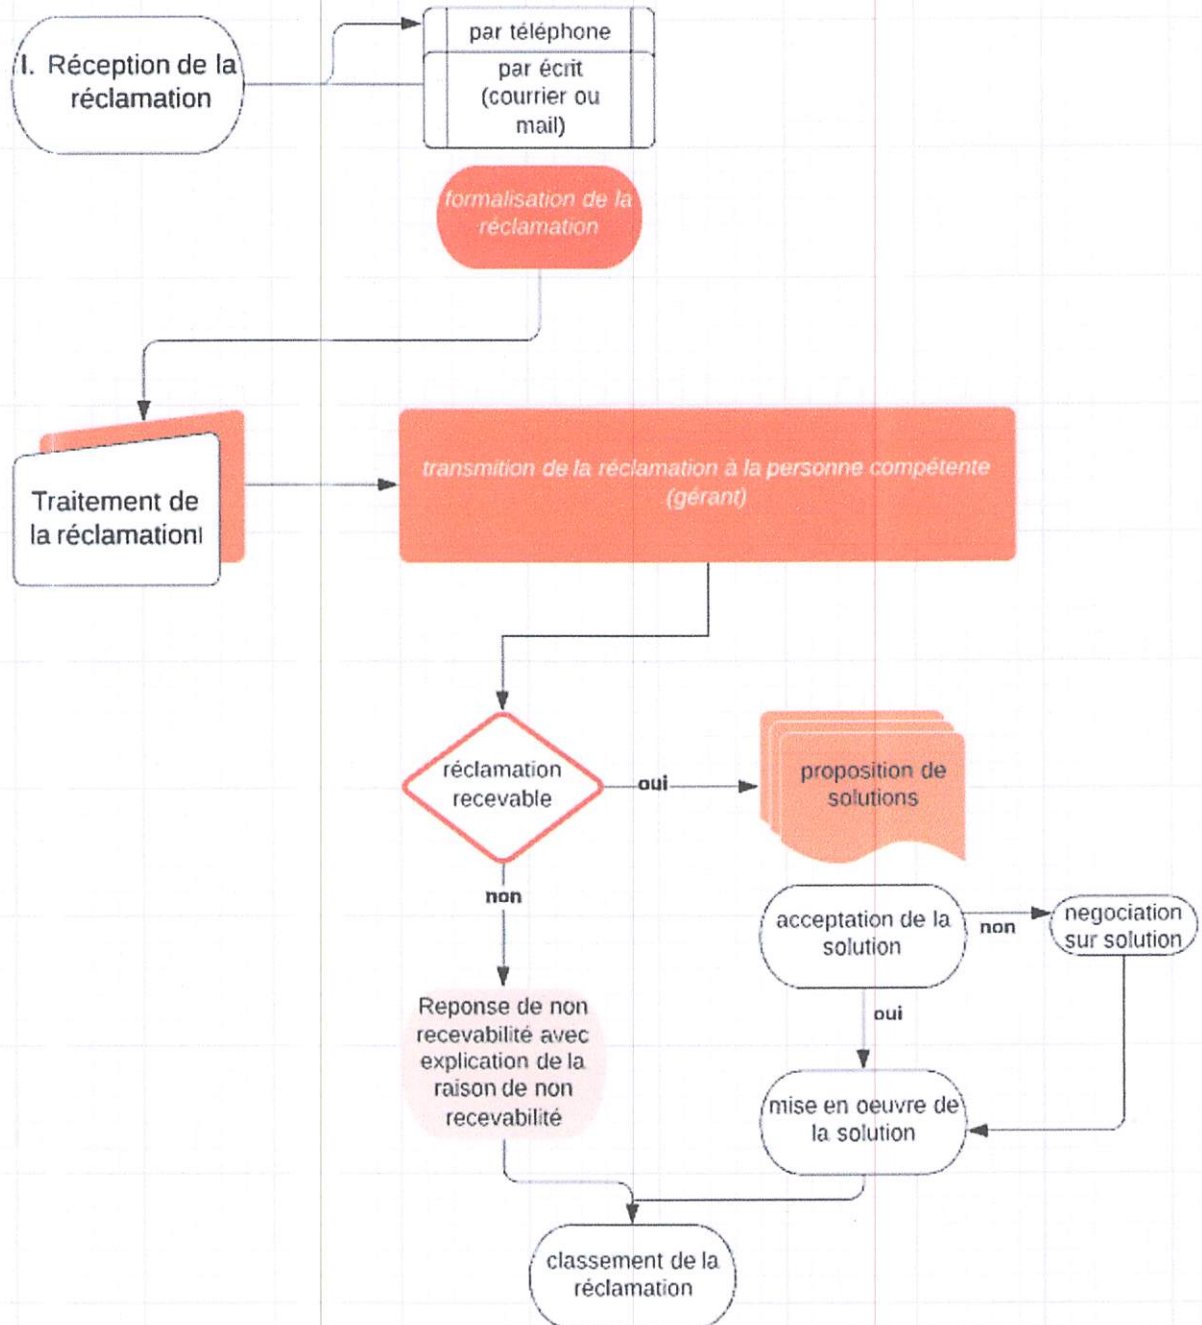 I. Réception de la
réclamation
par téléphone
par écrit
(courrier ou
mail)
formalisation de la
réclamation
Traitement de
la réclamationl
transmition de la réclamation à la personne compétente
(gérant)
réclamation
recevable
oui
proposition de
solutions
non
acceptation de la
solution
non
negociation
sur solution
oui
Reponse de non
recevabilité avec
explication de la
raison de non
recevabilité
mise en oeuvre de
la solution
classement de la
réclamation